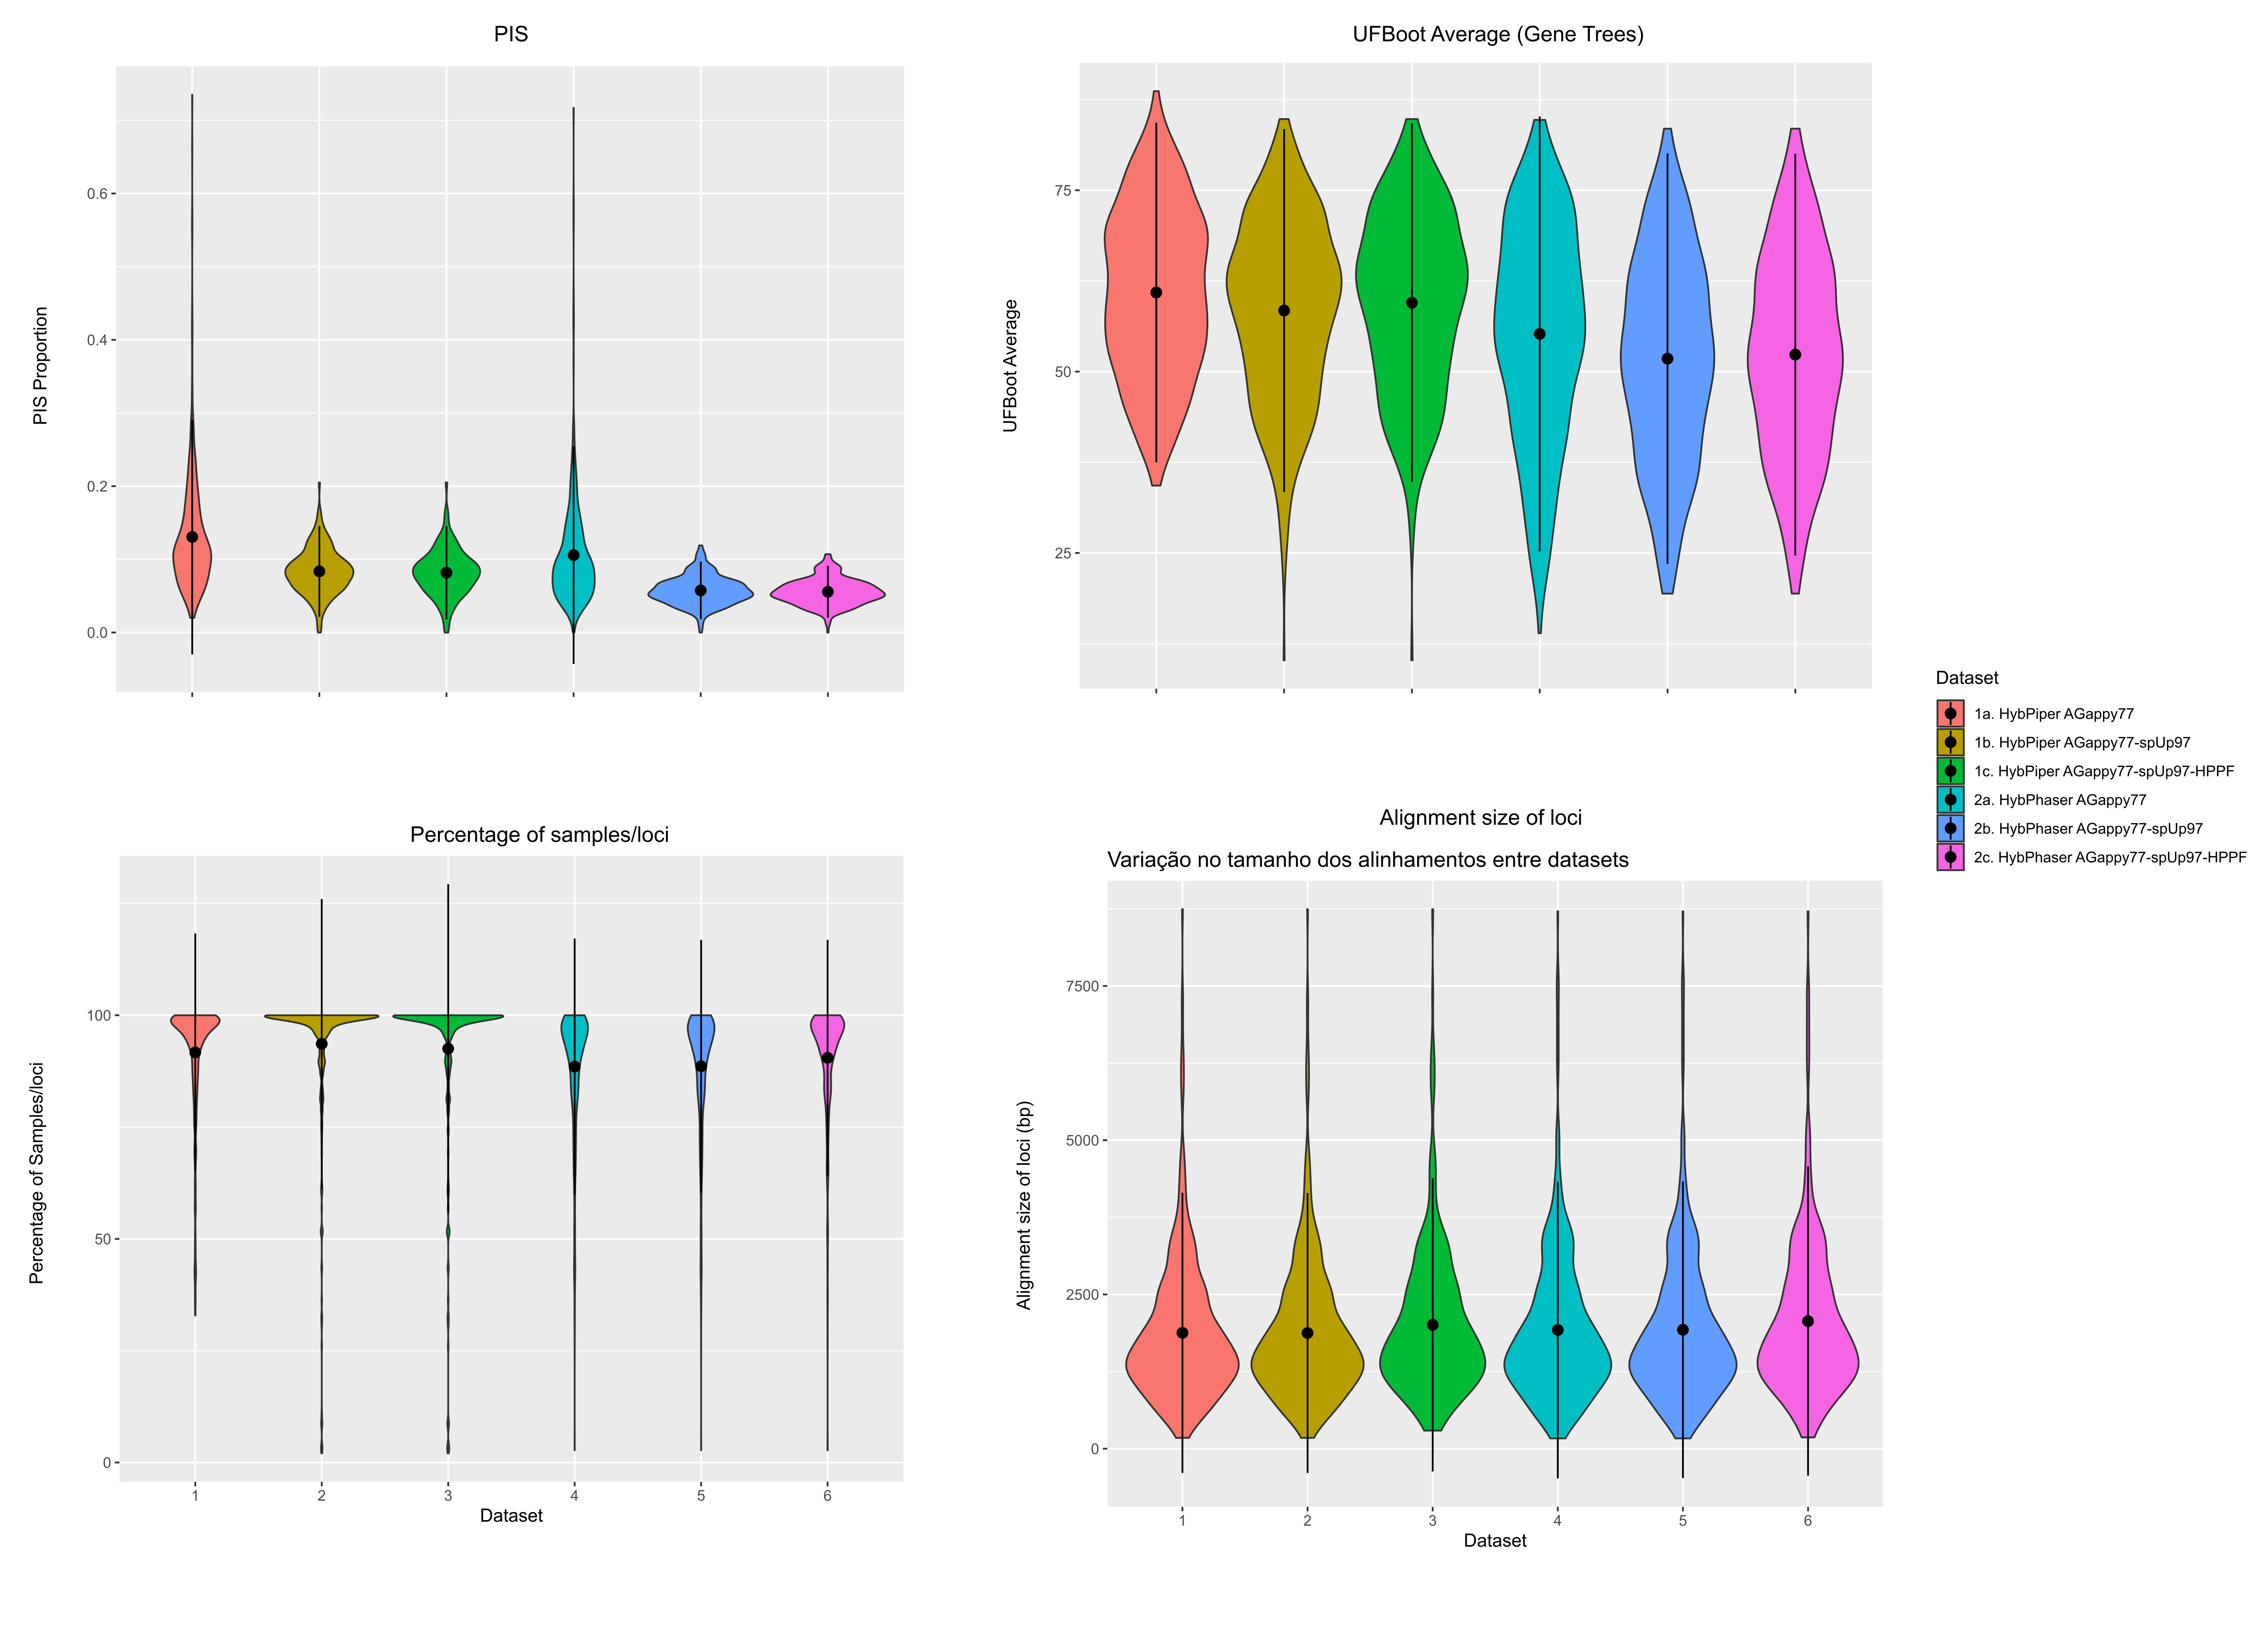 PIS
PIS Proportion
0.6
0.4
0.2
0.0
UFBoot Average (Gene Trees)
UFBoot Average
75
50
25
Dataset
1a. HybPiper AGappy77
1b. HybPiper AGappy77-spUp97
1c. HybPiper AGappy77-spUp97-HPPF
2a. HybPhaser AGappy77
2b. HybPhaser AGappy77-spUp97
2c. HybPhaser AGappy77-spUp97-HPPF
Percentage of samples/loci
Percentage of Samples/loci
100
50
0
1 2 3 4 5 6
Dataset
Alignment size of loci
Variação no tamanho dos alinhamentos entre datasets
Alignment size of loci (bp)
7500
5000
2500
0
1 2 3 4 5 6
Dataset